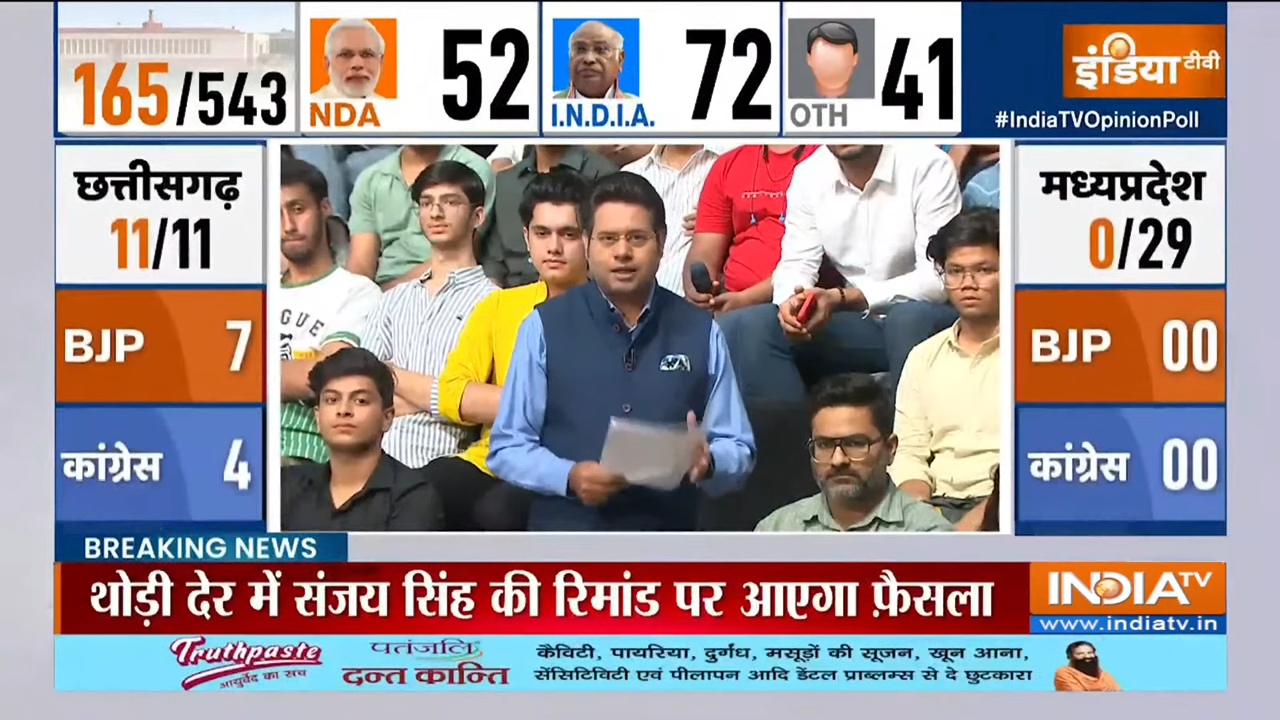 165/543
NDA
52
I.N.D.I.A.
72
OTH
41
इंडिया टीवी
#IndiaTVOpinionPoll
छत्तीसगढ़
11/11
BJP 7
कांग्रेस 4
मध्यप्रदेश
0/29
BJP 00
कांग्रेस 00
GUE
BREAKING NEWS
थोड़ी देर में संजय सिंह की रिमांड पर आएगा फ़ैसला
INDIA TV
www.indiatv.in
Truthpaste
आयुर्वेद का सच
पतंजलि
दन्त कान्ति
कैविटी, पायरिया, दुर्गंध, मसूड़ों की सूजन, खून आना,
सेंसिटिविटी एवं पीलापन आदि डेंटल प्राब्लम्स से दे छुटकारा